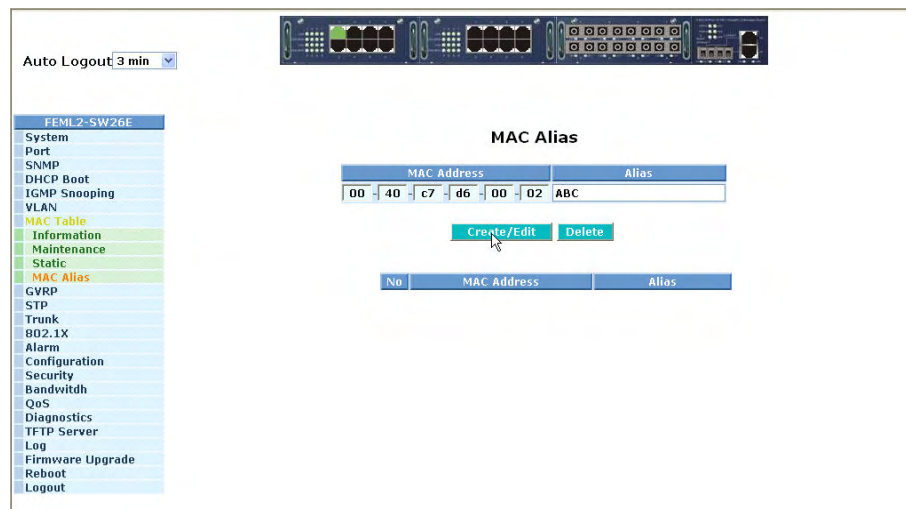 Auto Logout 3 min
FEML2-SW26E
System
Port
SNMP
DHCP Boot
IGMP Snooping
VLAN
MAC Table
Information
Maintenance
Static
MAC Alias
GVRP
STP
Trunk
802.1X
Alarm
Configuration
Security
Bandwitdh
QoS
Diagnostics
TFTP Server
Log
Firmware Upgrade
Reboot
Logout
MAC Alias
MAC Address Alias
00 - 40 - c7 - d6 - 00 - 02 ABC
Create/Edit Delete
No MAC Address Alias